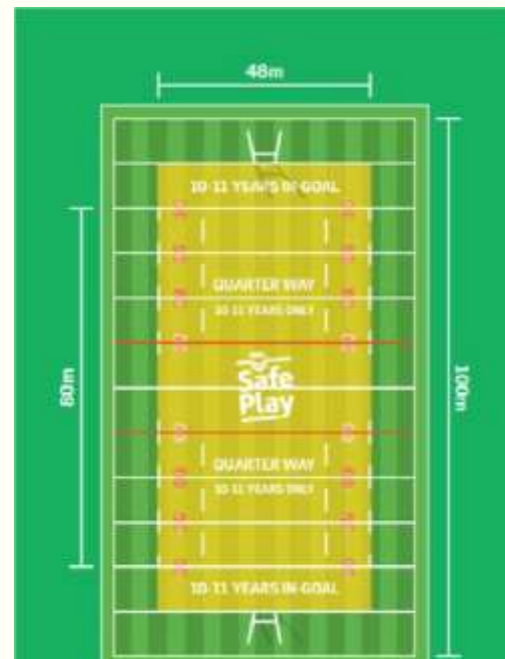 48m
10-11 YEARS IN-GOAL
QUARTER WAY
10-11 YEARS ONLY
80m
Safe
Play
100m
QUARTER WAY
10-11 YEARS ONLY
10-11 YEARS IN-GOAL